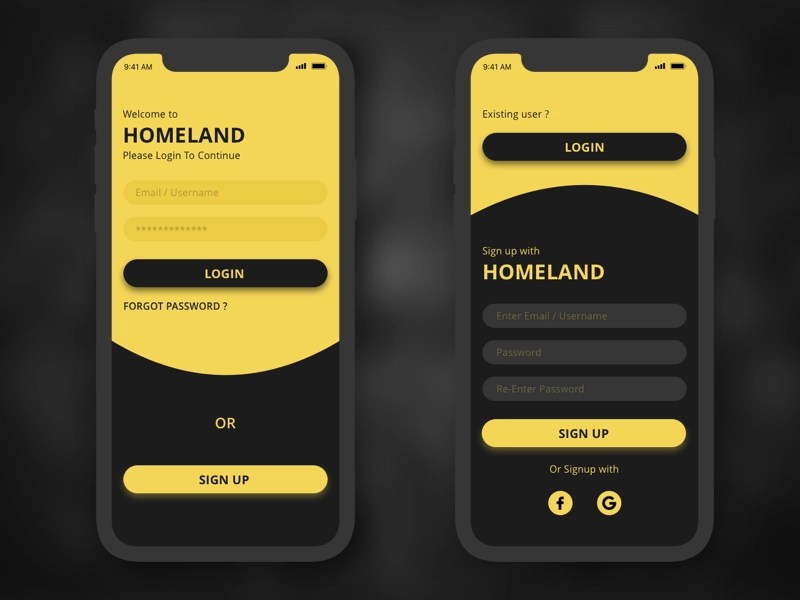 9:41 AM
Welcome to
HOMELAND
Please Login To Continue
Email / Username
*************
LOGIN
FORGOT PASSWORD ?
OR
SIGN UP
9:41 AM
Existing user ?
LOGIN
Sign up with
HOMELAND
Enter Email / Username
Password
Re-Enter Password
SIGN UP
Or Signup with
f
G